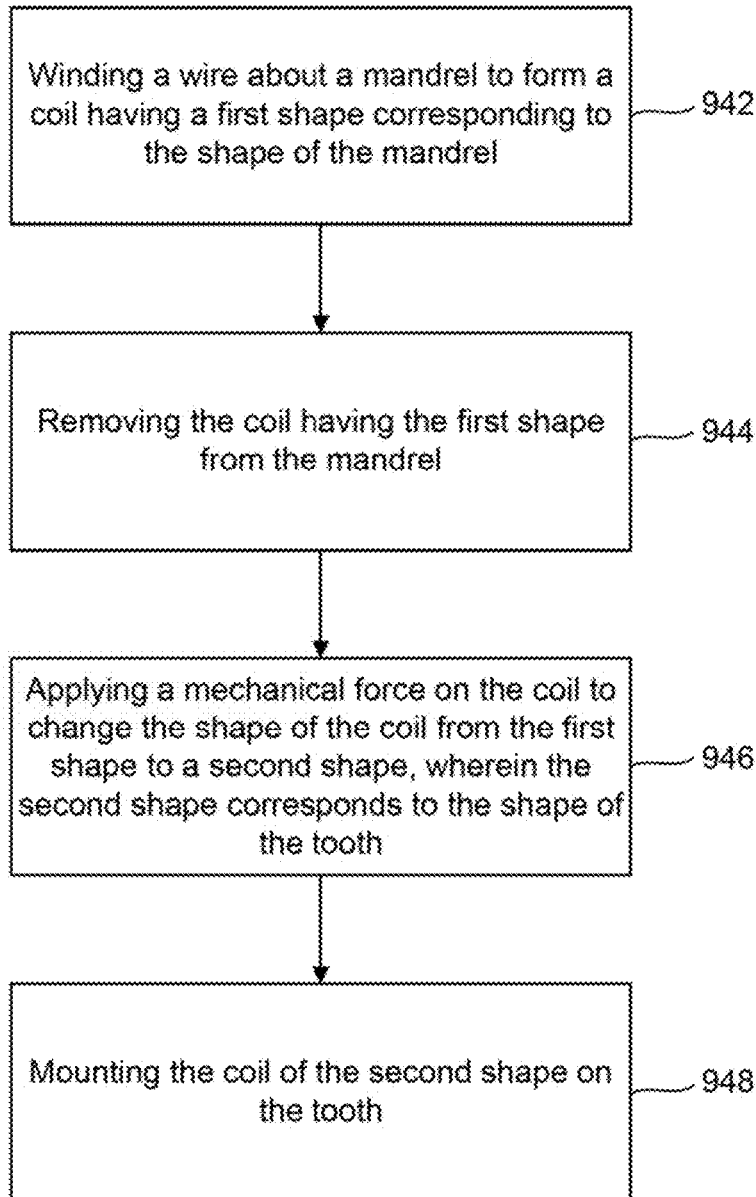 Winding a wire about a mandrel to form a
coil having a first shape corresponding to
the shape of the mandrel
942
Removing the coil having the first shape
from the mandrel
944
Applying a mechanical force on the coil to
change the shape of the coil from the first
shape to a second shape, wherein the
second shape corresponds to the shape of
the tooth
946
Mounting the coil of the second shape on
the tooth
948